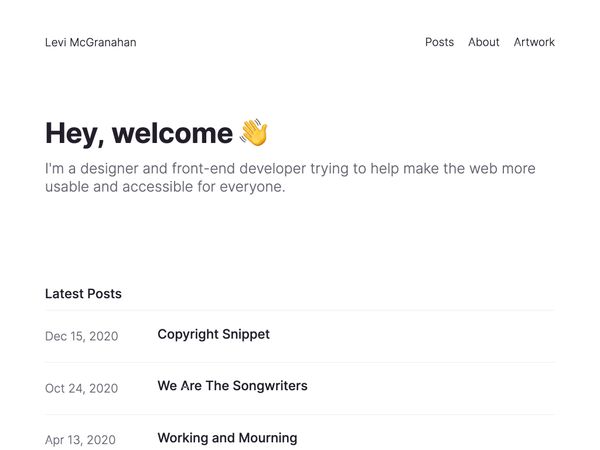 Levi McGranahan
Posts About Artwork
Hey, welcome 👋
I'm a designer and front-end developer trying to help make the web more
usable and accessible for everyone.
Latest Posts
Dec 15, 2020 Copyright Snippet
Oct 24, 2020 We Are The Songwriters
Apr 13, 2020 Working and Mourning